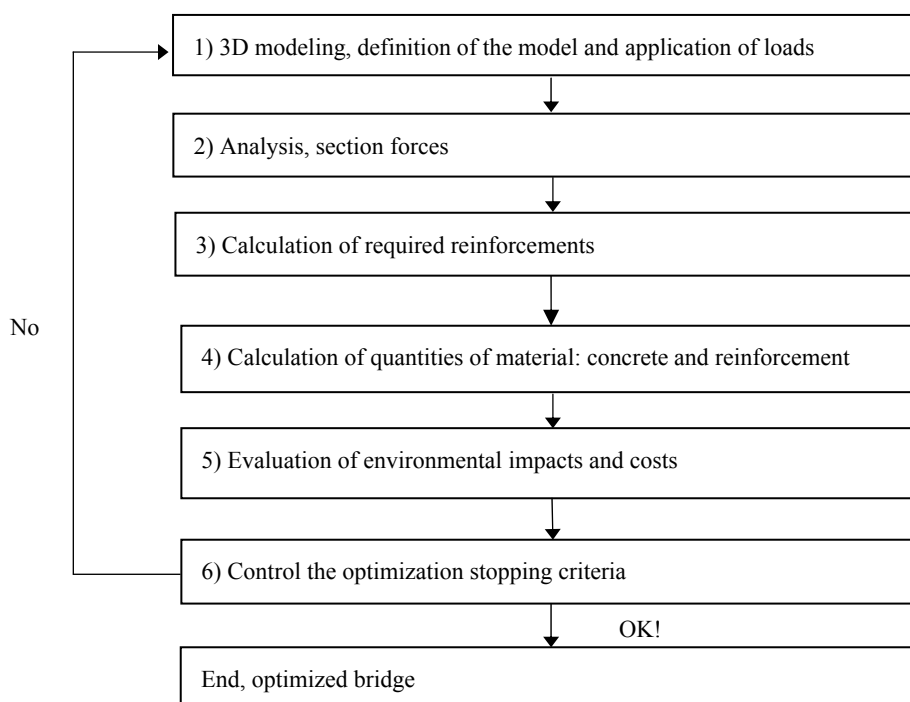 1) 3D modeling, definition of the model and application of loads
2) Analysis, section forces
3) Calculation of required reinforcements
No
4) Calculation of quantities of material: concrete and reinforcement
5) Evaluation of environmental impacts and costs
6) Control the optimization stopping criteria
OK!
End, optimized bridge